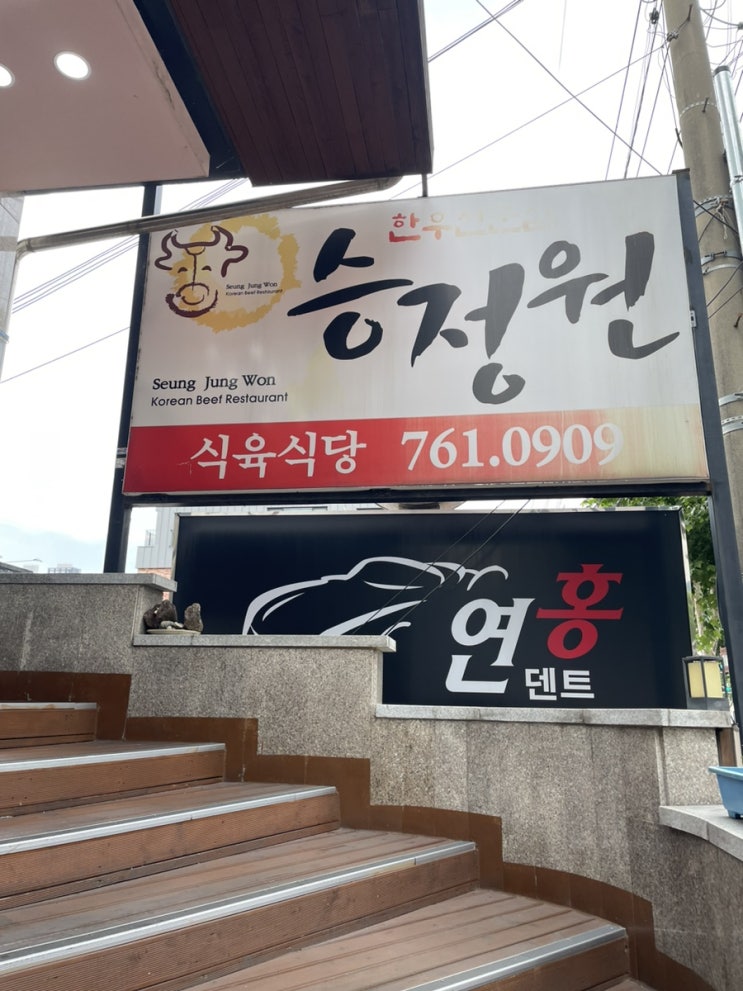 승정원
Seung Jung Won
Korean Beef Restaurant
Seung Jung Won
Korean Beef Restaurant
식육식당 761.0909
연홍
덴트